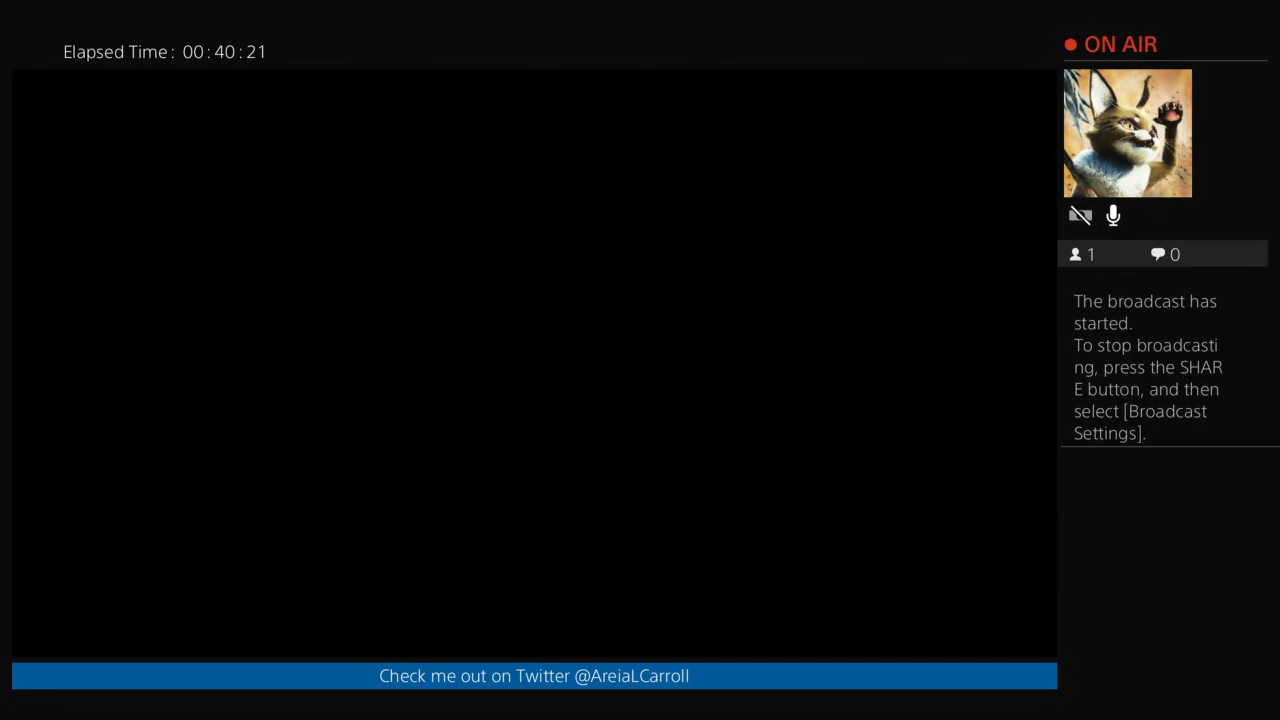 Elapsed Time: 00:40:21
ON AIR
1 0
The broadcast has
started.
To stop broadcasti
ng, press the SHAR
E button, and then
select [Broadcast
Settings].
Check me out on Twitter @AreiaLCarroll